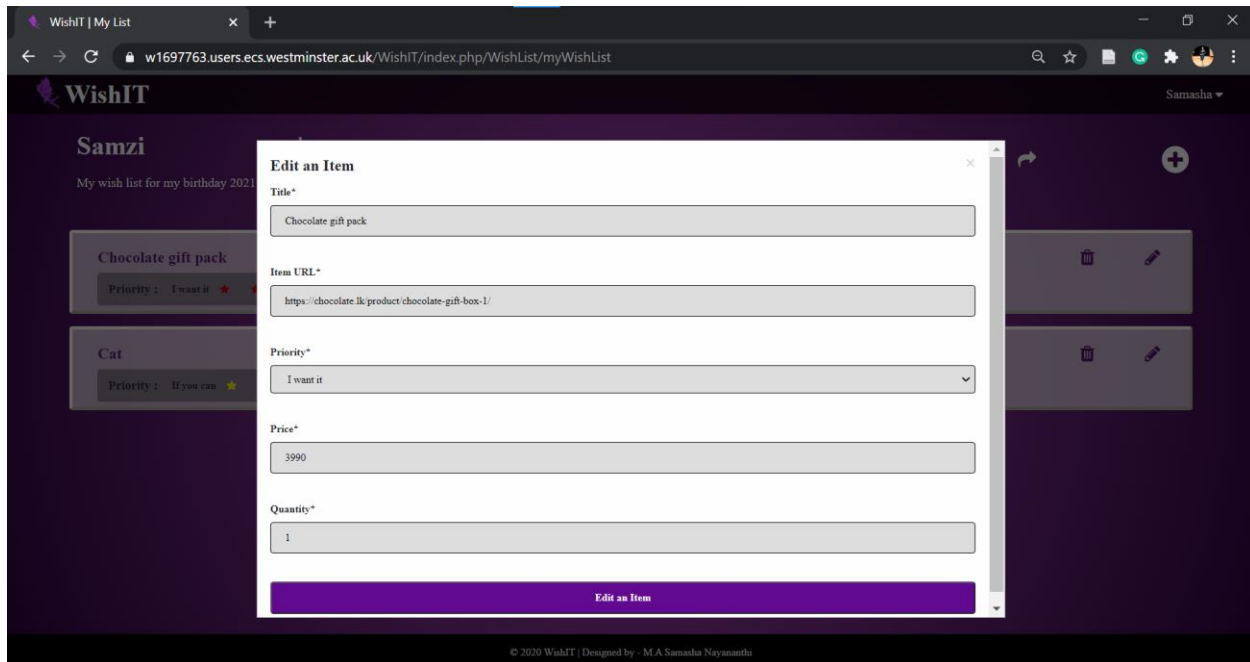 WishIT | My List
w1697763.users.ecs.westminster.ac.uk/WishIT/index.php/WishList/myWishList
WishIT
Samasha
Samzi
My wish list for my birthday 2021
Edit an Item
Title*
Chocolate gift pack
Item URL*
https://chocolate.lk/product/chocolate-gift-box-1/
Priority*
I want it
Price*
3990
Quantity*
1
Edit an Item
Chocolate gift pack
Priority : I want it
Cat
Priority : If you can
© 2020 WishIT | Designed by - M.A Samasha Nayananthi